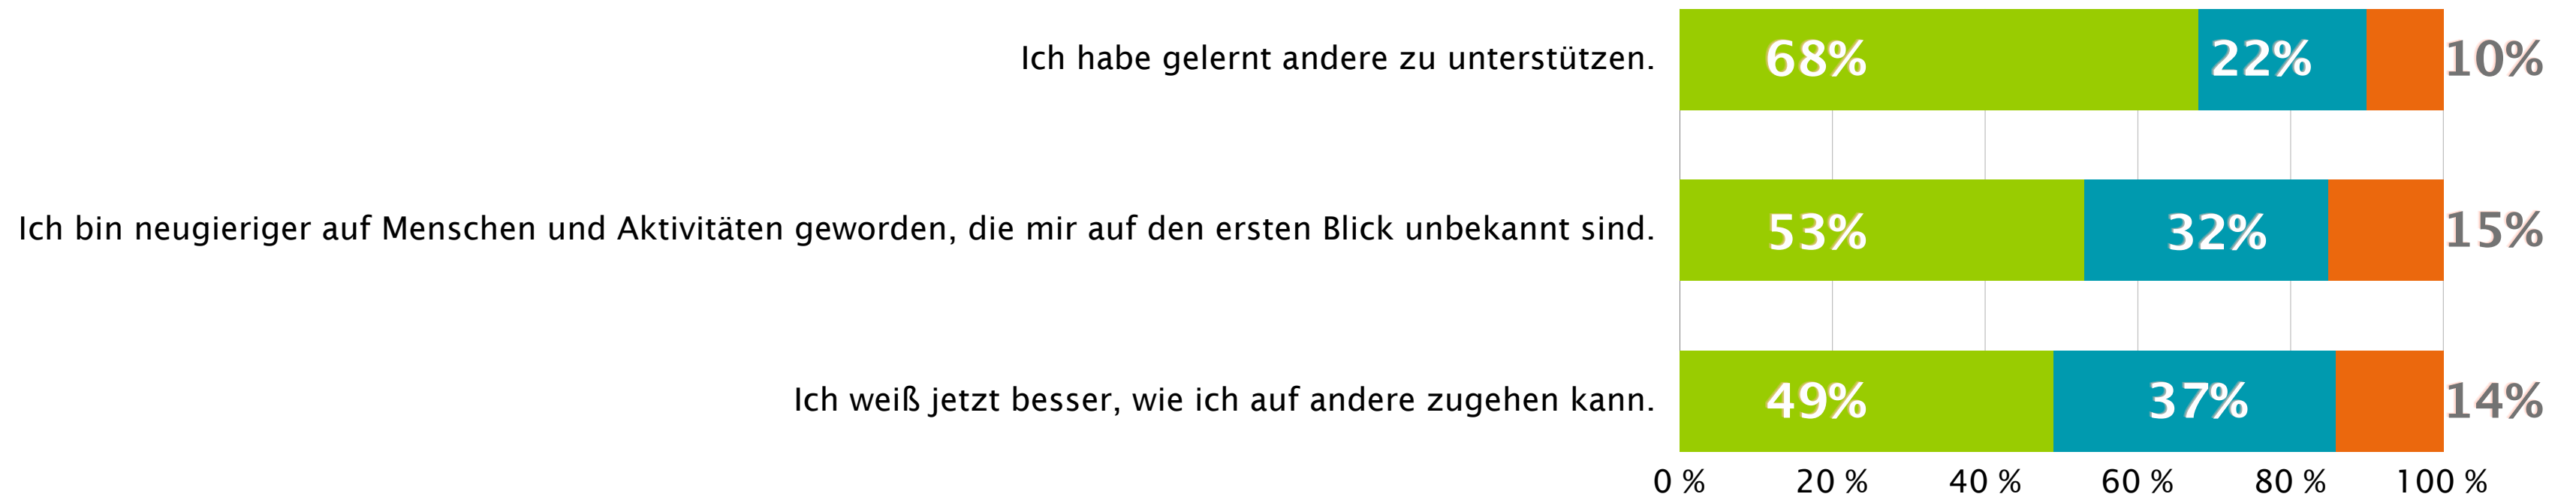 Ich habe gelernt andere zu unterstützen. 68% 22% 10%
Ich bin neugieriger auf Menschen und Aktivitäten geworden, die mir auf den ersten Blick unbekannt sind. 53% 32% 15%
Ich weiß jetzt besser, wie ich auf andere zugehen kann. 49% 37% 14%
0 % 20 % 40 % 60 % 80 % 100 %